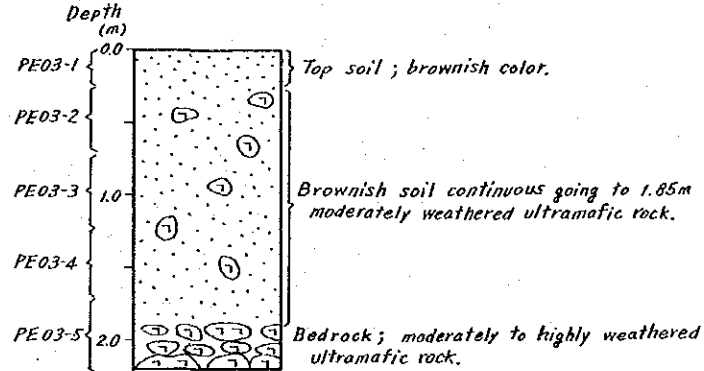 Depth
(m)
0.0
PE03-1
Top soil ; brownish color.
PE03-2
PE03-3
1.0
Brownish soil continuous going to 1.85m
moderately weathered ultramafic rock.
PE03-4
PE03-5
2.0
Bedrock ; moderately to highly weathered
ultramafic rock.